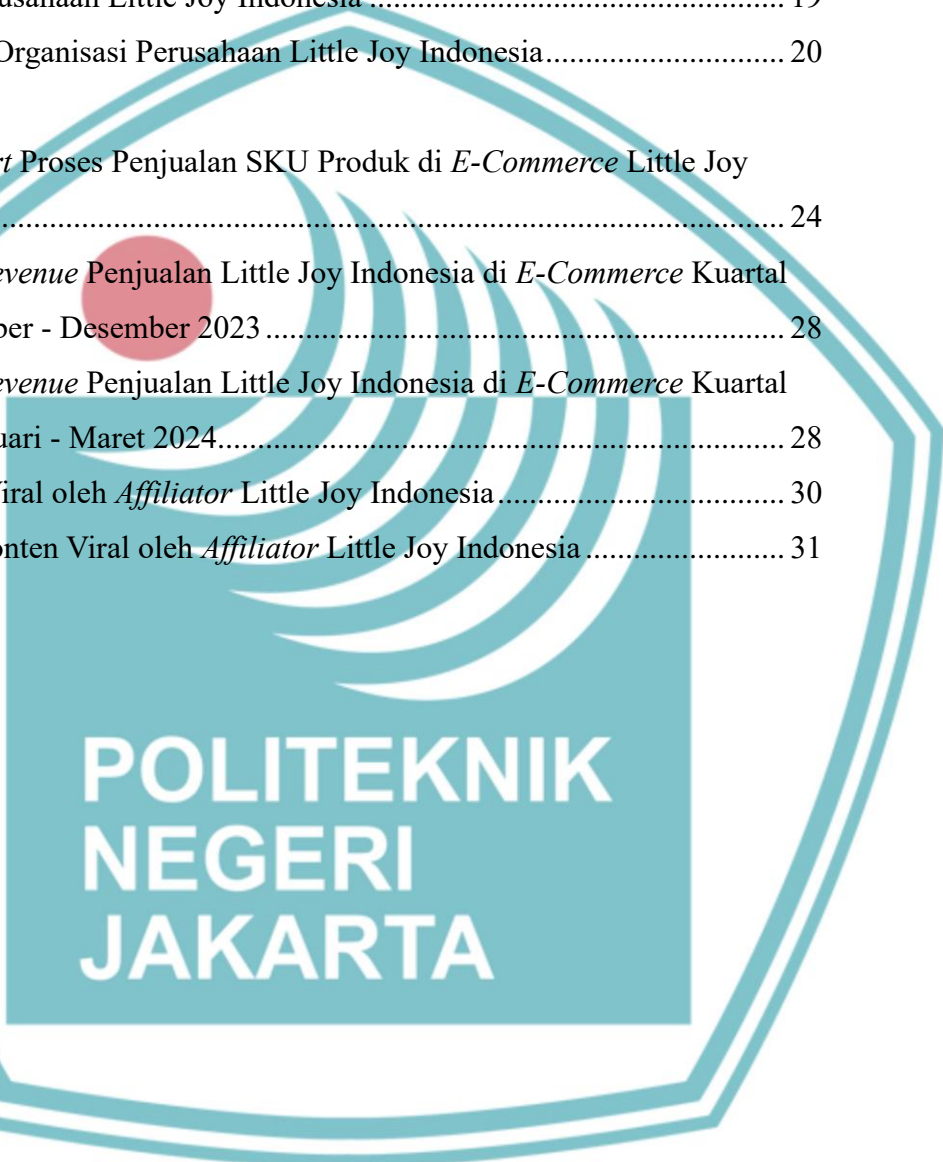 usahaan Little Joy Indonesia ................................................... 19
Organisasi Perusahaan Little Joy Indonesia............................. 20
rt Proses Penjualan SKU Produk di E-Commerce Little Joy
.................................................................................................. 24
evenue Penjualan Little Joy Indonesia di E-Commerce Kuartal
ber - Desember 2023 ................................................................ 28
evenue Penjualan Little Joy Indonesia di E-Commerce Kuartal
uari - Maret 2024...................................................................... 28
Viral oleh Affiliator Little Joy Indonesia ................................... 30
onten Viral oleh Affiliator Little Joy Indonesia ........................ 31
POLITEKNIK
NEGERI
JAKARTA